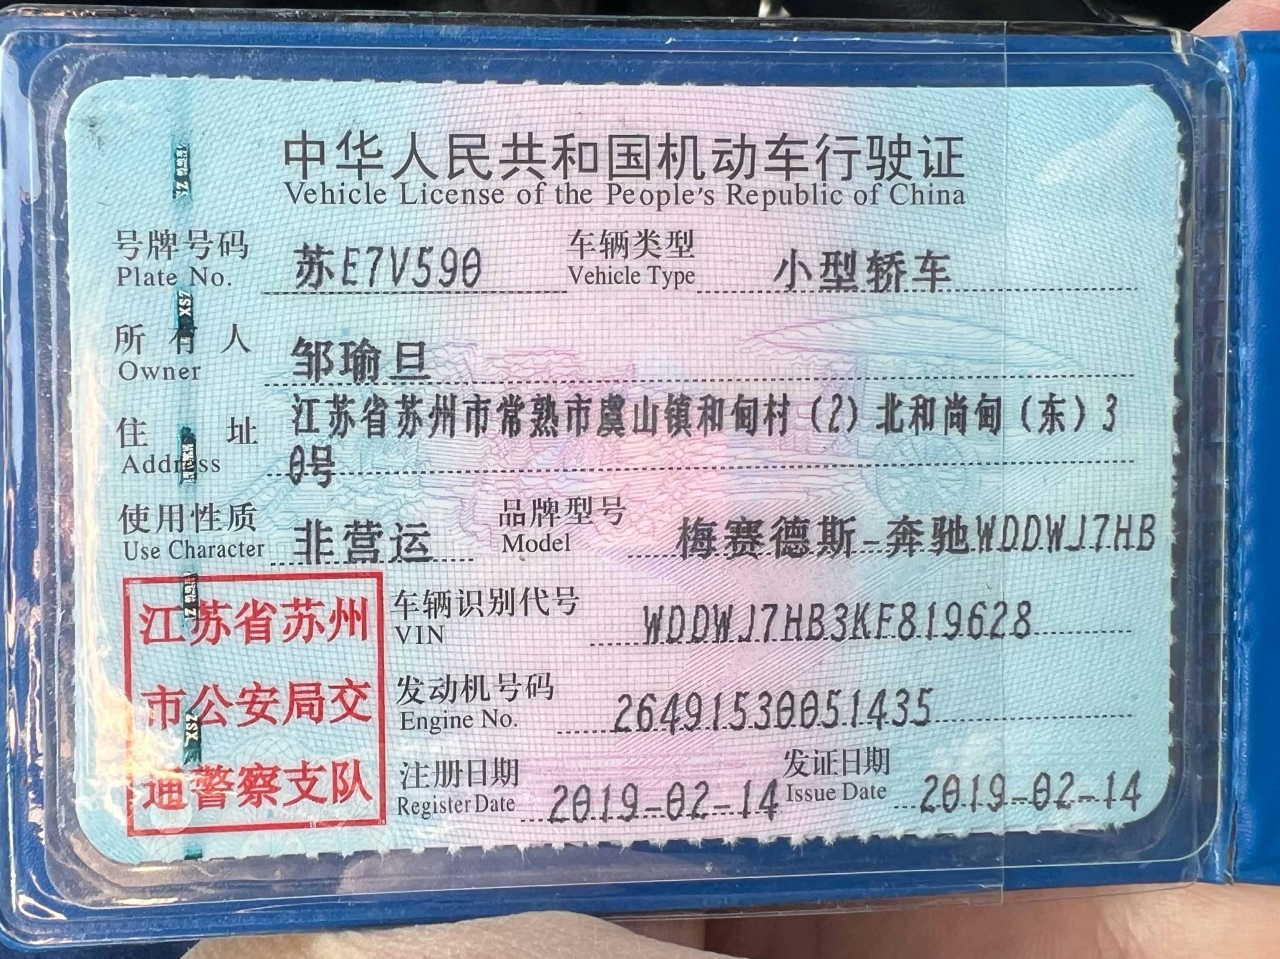 中华人民共和国机动车行驶证
Vehicle License of the People's Republic of China
号牌号码 苏E7V590 车辆类型 小型轿车
Plate No. Vehicle Type
所有人 邹瑜旦
Owner
住址 江苏省苏州市常熟市虞山镇和甸村（2）北和尚甸（东）3
Address 0号
使用性质 非营运 品牌型号 梅赛德斯-奔驰WDDWJ7HB
Use Character Model
江苏省苏州
市公安局交
通警察支队
车辆识别代号 WDDWJ7HB3KF819628
VIN
发动机号码 26491530051435
Engine No.
注册日期 2019-02-14 发证日期 2019-02-14
Register Date Issue Date